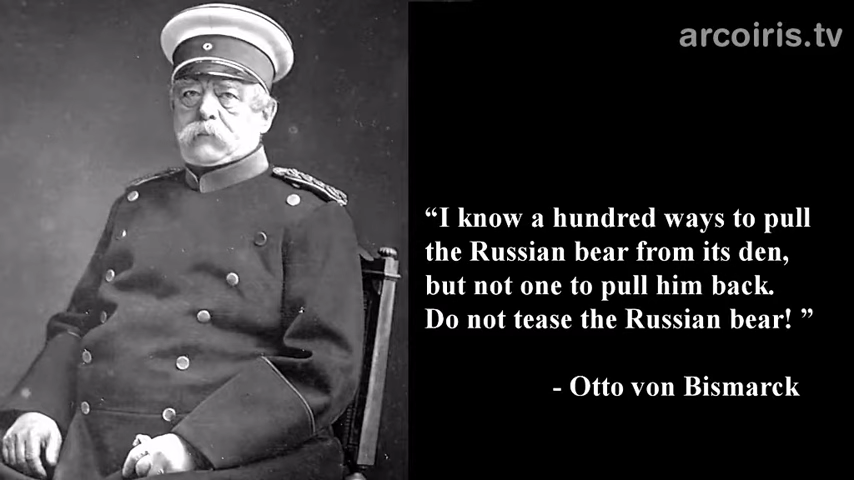 arcoiris.tv
“I know a hundred ways to pull
the Russian bear from its den,
but not one to pull him back.
Do not tease the Russian bear! ”
- Otto von Bismarck